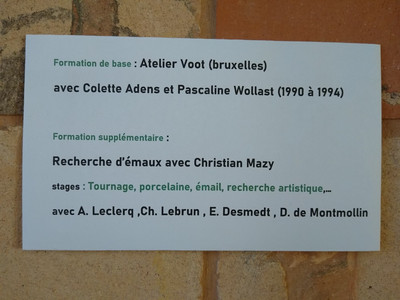 Formation de base : Atelier Voot (bruxelles)
avec Colette Adens et Pascaline Wollast (1990 à 1994)
Formation supplémentaire :
Recherche d'émaux avec Christian Mazy
stages : Tournage, porcelaine, émail, recherche artistique,...
avec A. Leclerq ,Ch. Lebrun , E. Desmedt , D. de Montmollin